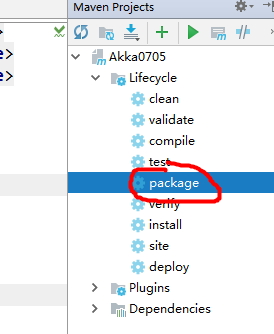 Maven Projects
Akka0705
Lifecycle
clean
validate
compile
test
package
verify
install
site
deploy
Plugins
Dependencies